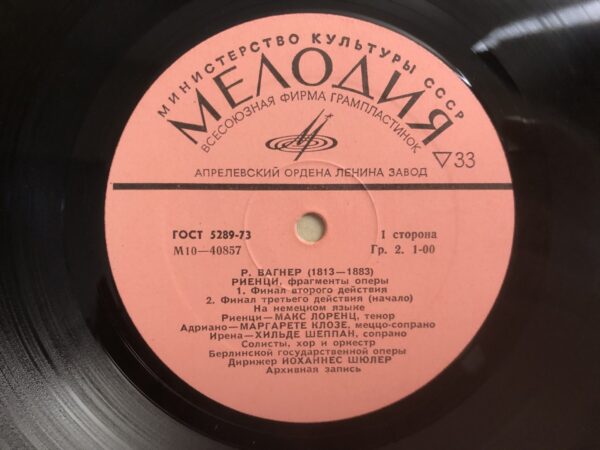 МИНИСТЕРСТВО КУЛЬТУРЫ СССР
МЕЛОДИЯ
ВСЕСОЮЗНАЯ ФИРМА ГРАМПЛАСТИНОК
▽33
АПРЕЛЕВСКИЙ ОРДЕНА ЛЕНИНА ЗАВОД
ГОСТ 5289-73
1 сторона
М10—40857
Гр. 2. 1-00
Р. ВАГНЕР (1813—1883)
РИЕНЦИ, фрагменты оперы
1. Финал второго действия
2. Финал третьего действия (начало)
На немецком языке
Риенци—МАКС ЛОРЕНЦ, тенор
Адриано—МАРГАРЕТЕ КЛОЗЕ, меццо-сопрано
Ирена—ХИЛЬДЕ ШЕППАН, сопрано
Солисты, хор и оркестр
Берлинской государственной оперы
Дирижер ИОХАННЕС ШЮЛЕР
Архивная запись